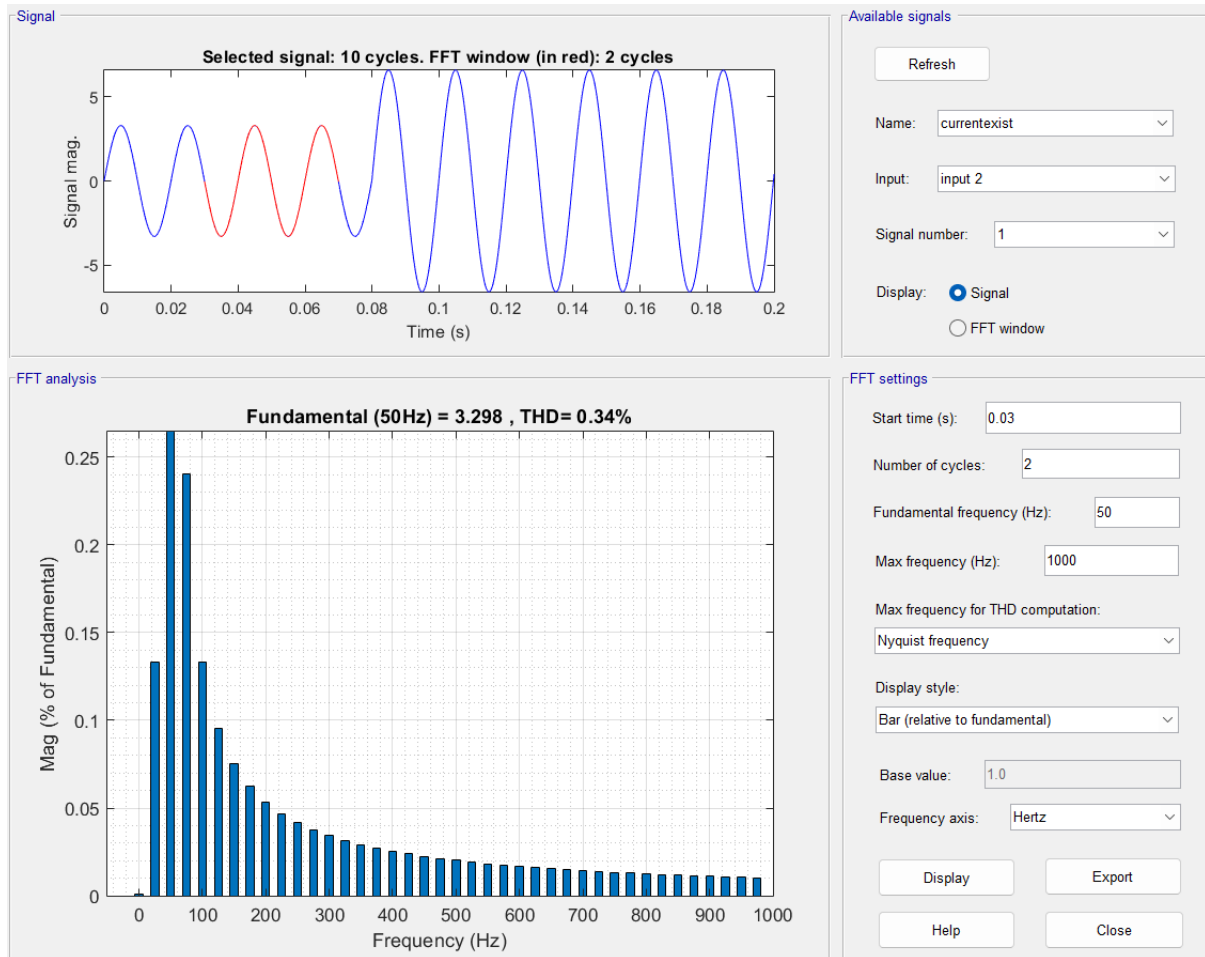 Signal
Selected signal: 10 cycles. FFT window (in red): 2 cycles
5
0
-5
Signal mag.
0 0.02 0.04 0.06 0.08 0.1 0.12 0.14 0.16 0.18 0.2
Time (s)
Available signals
Refresh
Name: currentexist
Input: input 2
Signal number: 1
Display: Signal
FFT window
FFT analysis
Fundamental (50Hz) = 3.298 , THD= 0.34%
0.25
0.2
0.15
0.1
0.05
0
Mag (% of Fundamental)
0 100 200 300 400 500 600 700 800 900 1000
Frequency (Hz)
FFT settings
Start time (s): 0.03
Number of cycles: 2
Fundamental frequency (Hz): 50
Max frequency (Hz): 1000
Max frequency for THD computation:
Nyquist frequency
Display style:
Bar (relative to fundamental)
Base value: 1.0
Frequency axis: Hertz
Display Export
Help Close